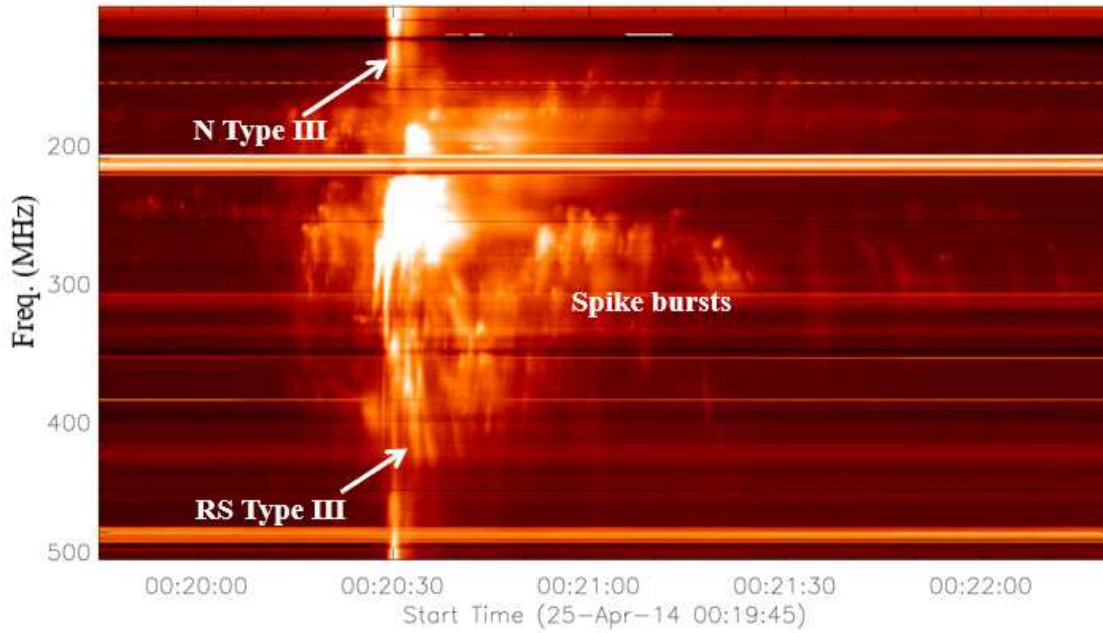 N Type III
200
Freq. (MHz)
300
Spike bursts
400
RS Type III
500
00:20:00 00:20:30 00:21:00 00:21:30 00:22:00
Start Time (25-Apr-14 00:19:45)